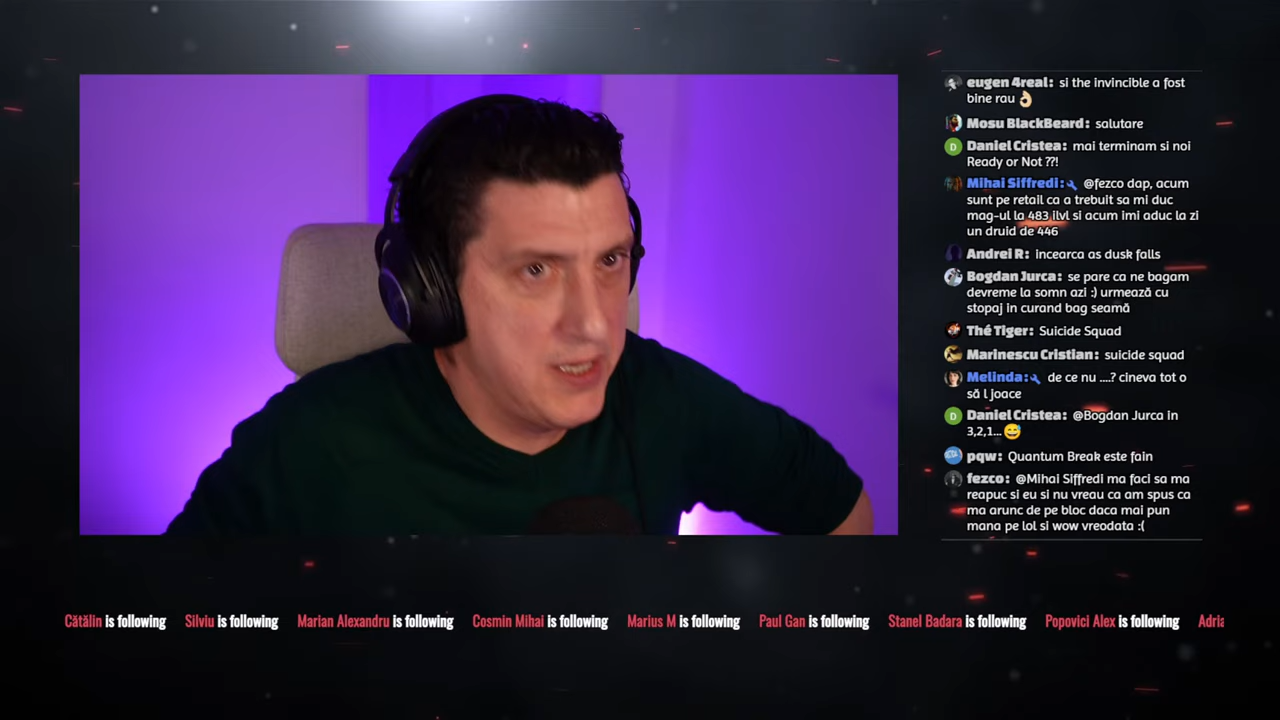 eugen 4real: si the invincible a fost
bine rau 👌🏻
Mosu BlackBeard: salutare
D Daniel Cristea: mai terminam si noi
Ready or Not ??!
Mihai Siffredi: @fezco dap, acum
sunt pe retail ca a trebuit sa mi duc
mag-ul la 483 ilvl si acum imi aduc la zi
un druid de 446
Andrei R: incearca as dusk falls
Bogdan Jurca: se pare ca ne bagam
devreme la somn azi :) urmează cu
stopaj in curand bag seamă
Thé Tiger: Suicide Squad
Marinescu Cristian: suicide squad
Melinda: de ce nu ....? cineva tot o
să l joace
D Daniel Cristea: @Bogdan Jurca in
3,2,1... 😅
pqw: Quantum Break este fain
fezco: @Mihai Siffredi ma faci sa ma
reapuc si eu si nu vreau ca am spus ca
ma arunc de pe bloc daca mai pun
mana pe lol si wow vreodata :(
Cătălin is following Silviu is following Marian Alexandru is following Cosmin Mihai is following Marius M is following Paul Gan is following Stanel Badara is following Popovici Alex is following Adria